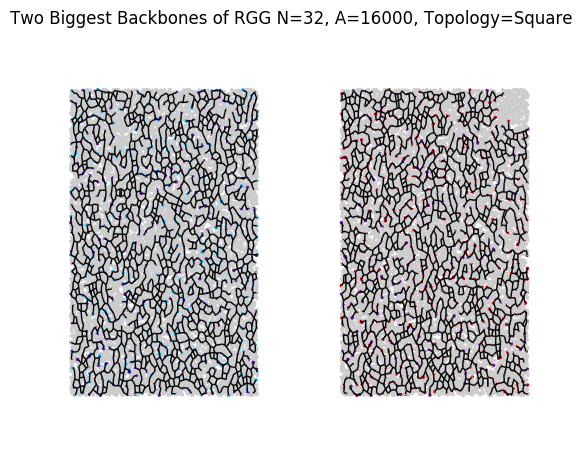 Two Biggest Backbones of RGG N=32, A=16000, Topology=Square